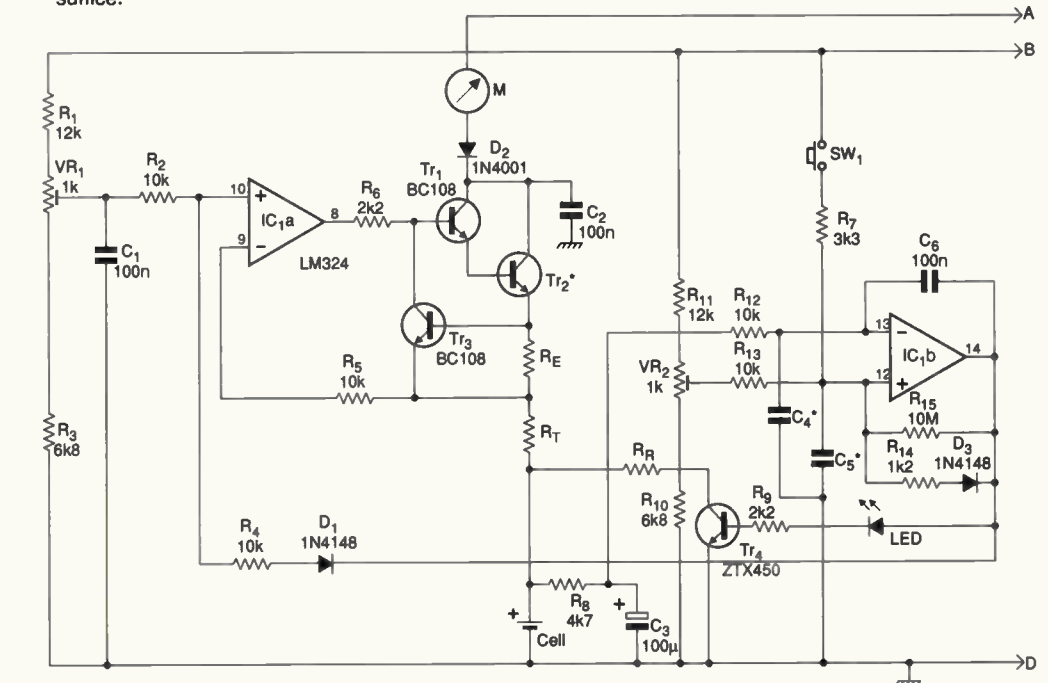 suffice.
A
B
M
R1
12k
D2
1N4001
SW1
VR1
1k
R2
10k
Tr1
BC108
R6
2k2
10
+
IC1a
8
9
−
LM324
C2
100n
R7
3k3
C1
100n
Tr2*
C6
100n
R11
12k
R12
10k
13
−
IC1b
14
Tr3
BC108
RE
R13
10k
VR2
1k
12
+
R5
10k
R15
10M
C4*
R3
6k8
RT
RR
C5*
R14
1k2
D3
1N4148
R10
6k8
R9
2k2
LED
R4
10k
D1
1N4148
Tr4
ZTX450
R8
4k7
+
+
Cell
C3
100µ
D